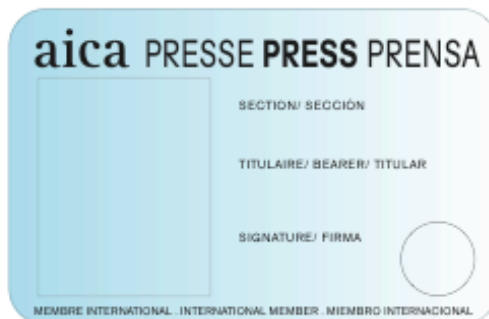 aica PRESSE PRESS PRENSA
SECTION/ SECCIÓN
TITULAIRE/ BEARER/ TITULAR
SIGNATURE/ FIRMA
MEMBRE INTERNATIONAL . INTERNATIONAL MEMBER . MIEMBRO INTERNACIONAL